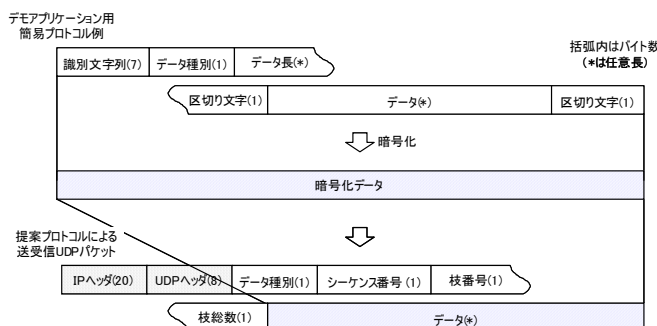 デモアプリケーション用
簡易プロトコル例
括弧内はバイト数
(*は任意長)
識別文字列(7) データ種別(1) データ長(*)
区切り文字(1) データ(*) 区切り文字(1)
暗号化
暗号化データ
提案プロトコルによる
送受信UDPパケット
IPヘッダ(20) UDPヘッダ(8) データ種別(1) シーケンス番号(1) 枝番号(1)
枝総数(1) データ(*)